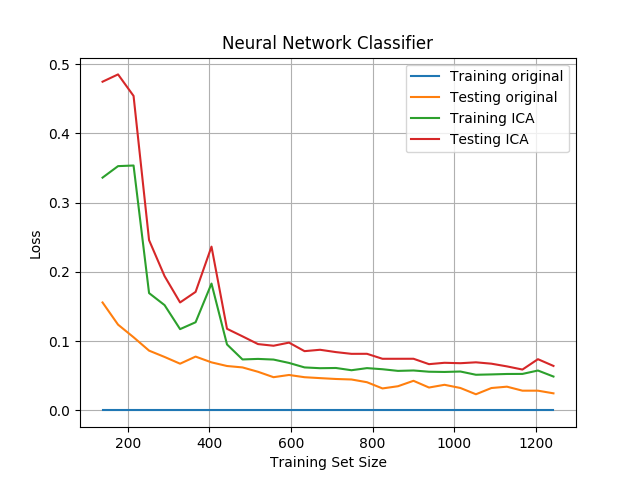 Neural Network Classifier
0.5
0.4
0.3
0.2
0.1
0.0
Loss
Training original
Testing original
Training ICA
Testing ICA
200 400 600 800 1000 1200
Training Set Size